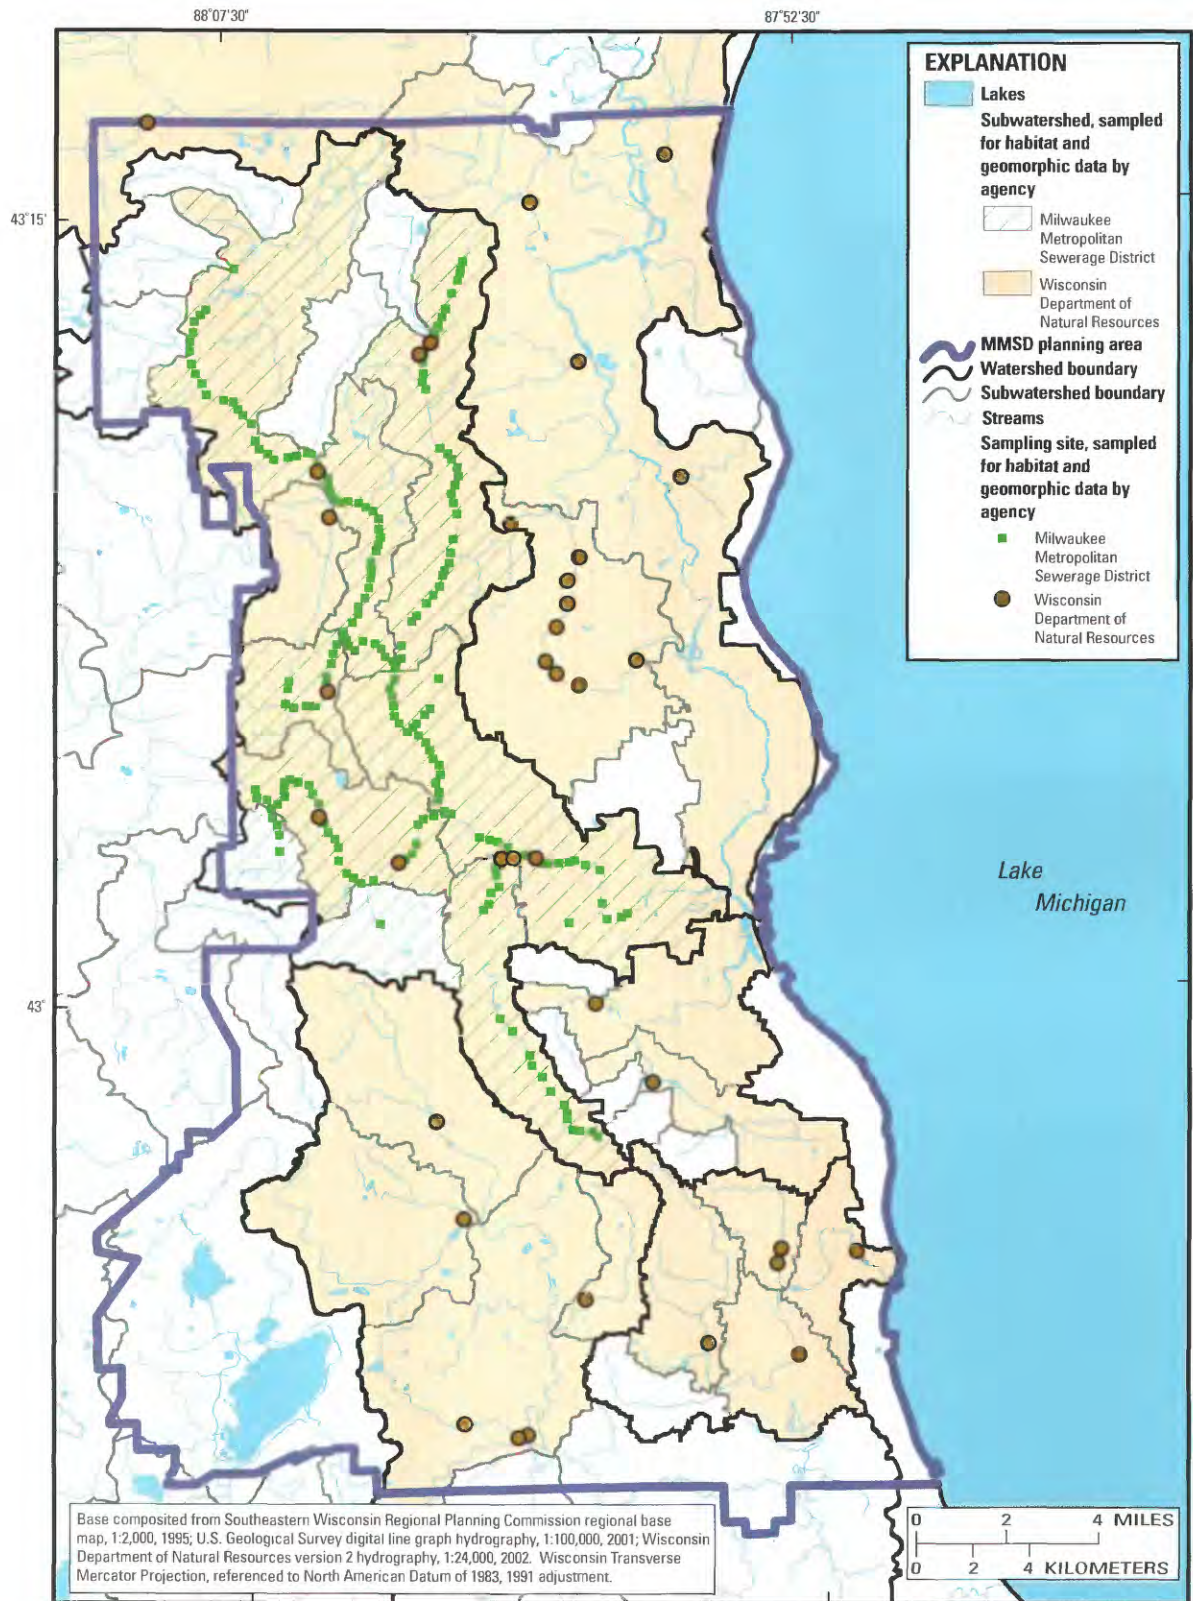 88°07'30"
87°52'30"
43°15'
43°
EXPLANATION
Lakes
Subwatershed, sampled
for habitat and
geomorphic data by
agency
Milwaukee
Metropolitan
Sewerage District
Wisconsin
Department of
Natural Resources
MMSD planning area
Watershed boundary
Subwatershed boundary
Streams
Sampling site, sampled
for habitat and
geomorphic data by
agency
Milwaukee
Metropolitan
Sewerage District
Wisconsin
Department of
Natural Resources
Lake
Michigan
Base composited from Southeastern Wisconsin Regional Planning Commission regional base
map, 1:2,000, 1995; U.S. Geological Survey digital line graph hydrography, 1:100,000, 2001; Wisconsin
Department of Natural Resources version 2 hydrography, 1:24,000, 2002. Wisconsin Transverse
Mercator Projection, referenced to North American Datum of 1983, 1991 adjustment.
0 2 4 MILES
0 2 4 KILOMETERS